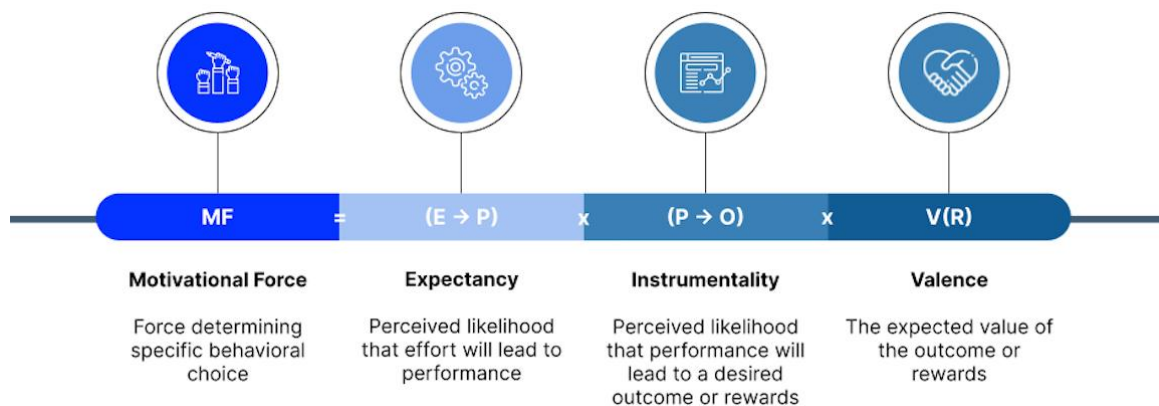 MF = (E → P) x (P → O) x V(R)
Motivational Force
Force determining
specific behavioral
choice
Expectancy
Perceived likelihood
that effort will lead to
performance
Instrumentality
Perceived likelihood
that performance will
lead to a desired
outcome or rewards
Valence
The expected value of
the outcome or
rewards